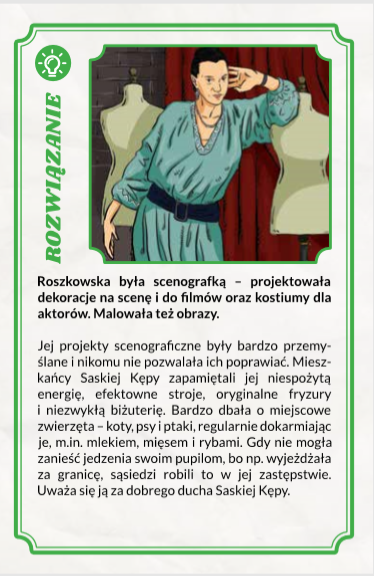 ROZWIĄZANIE
Roszkowska była scenografką – projektowała
dekoracje na scenę i do filmów oraz kostiumy dla
aktorów. Malowała też obrazy.
Jej projekty scenograficzne były bardzo przemy-
ślane i nikomu nie pozwalała ich poprawiać. Miesz-
kańcy Saskiej Kępy zapamiętali jej niespożytą
energię, efektowne stroje, oryginalne fryzury
i niezwykłą biżuterię. Bardzo dbała o miejscowe
zwierzęta – koty, psy i ptaki, regularnie dokarmiając
je, m.in. mlekiem, mięsem i rybami. Gdy nie mogła
zanieść jedzenia swoim pupilom, bo np. wyjeżdżała
za granicę, sąsiedzi robili to w jej zastępstwie.
Uważa się ją za dobrego ducha Saskiej Kępy.